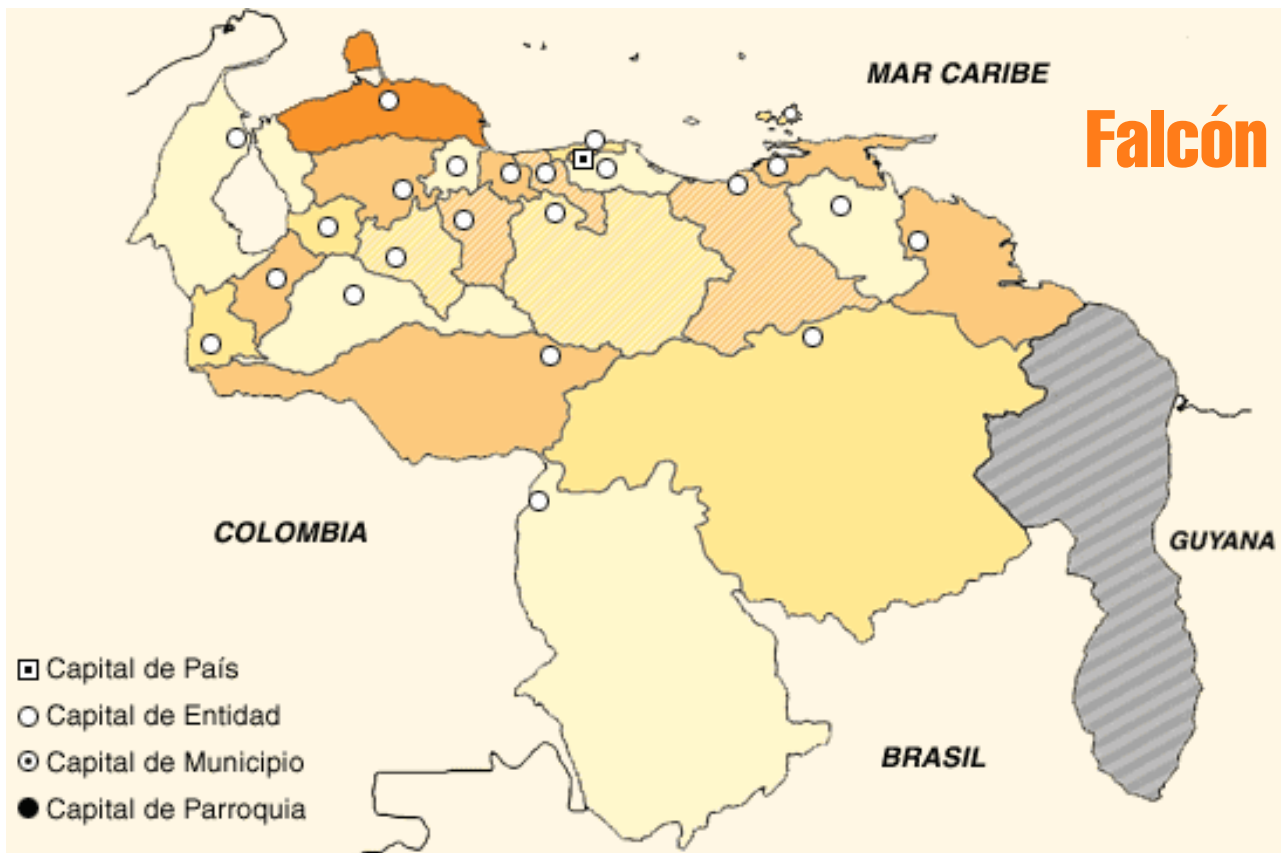 MAR CARIBE
Falcón
COLOMBIA
GUYANA
BRASIL
Capital de País
Capital de Entidad
Capital de Municipio
Capital de Parroquia